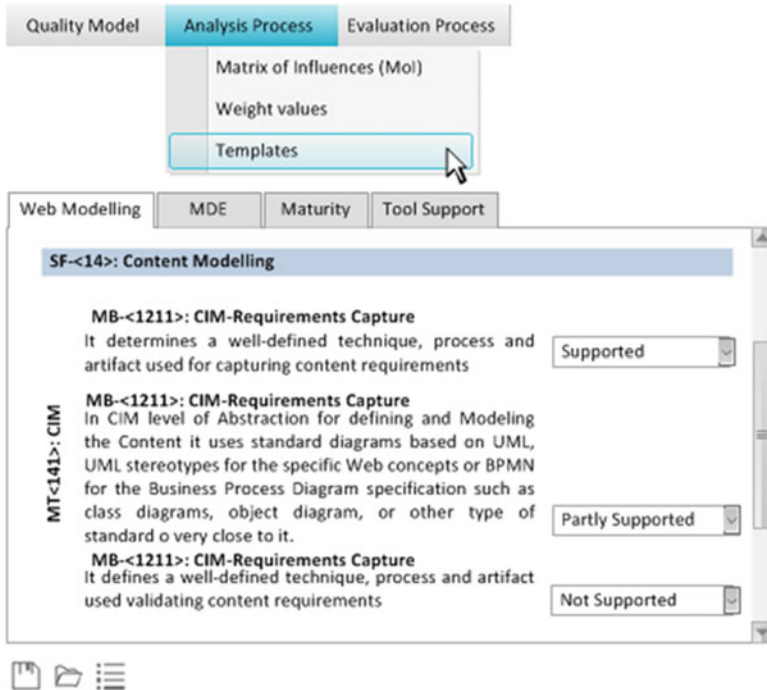 Quality Model Analysis Process Evaluation Process
Matrix of Influences (MoI)
Weight values
Templates
Web Modelling MDE Maturity Tool Support
SF-<14>: Content Modelling
MT<141>: CIM
MB-<1211>: CIM-Requirements Capture
It determines a well-defined technique, process and
artifact used for capturing content requirements
Supported
MB-<1211>: CIM-Requirements Capture
In CIM level of Abstraction for defining and Modeling
the Content it uses standard diagrams based on UML,
UML stereotypes for the specific Web concepts or BPMN
for the Business Process Diagram specification such as
class diagrams, object diagram, or other type of
standard o very close to it.
Partly Supported
MB-<1211>: CIM-Requirements Capture
It defines a well-defined technique, process and artifact
used validating content requirements
Not Supported